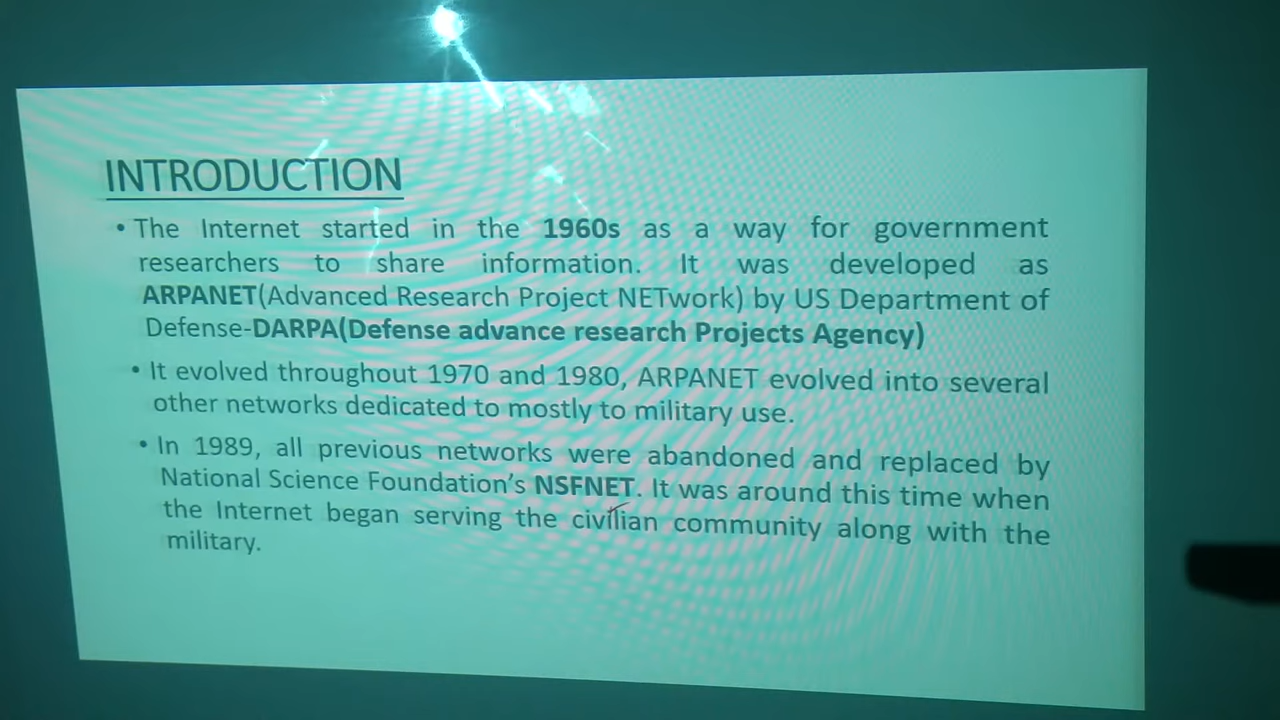 INTRODUCTION
• The Internet started in the 1960s as a way for government
researchers to share information. It was developed as
ARPANET(Advanced Research Project NETwork) by US Department of
Defense-DARPA(Defense advance research Projects Agency)
• It evolved throughout 1970 and 1980, ARPANET evolved into several
other networks dedicated to mostly to military use.
• In 1989, all previous networks were abandoned and replaced by
National Science Foundation's NSFNET. It was around this time when
the Internet began serving the civilian community along with the
military.